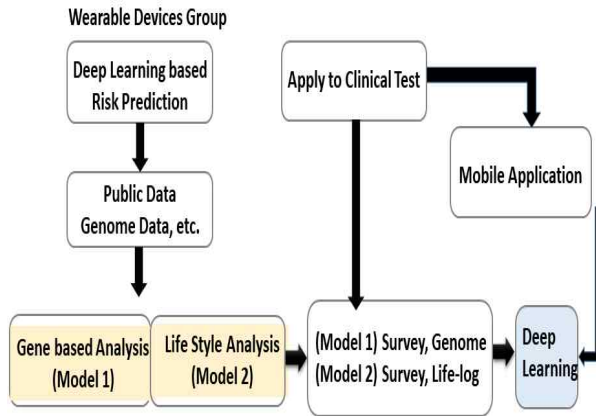 Wearable Devices Group
Deep Learning based
Risk Prediction
Public Data
Genome Data, etc.
Gene based Analysis
(Model 1)
Life Style Analysis
(Model 2)
Apply to Clinical Test
Mobile Application
(Model 1) Survey, Genome
(Model 2) Survey, Life-log
Deep
Learning